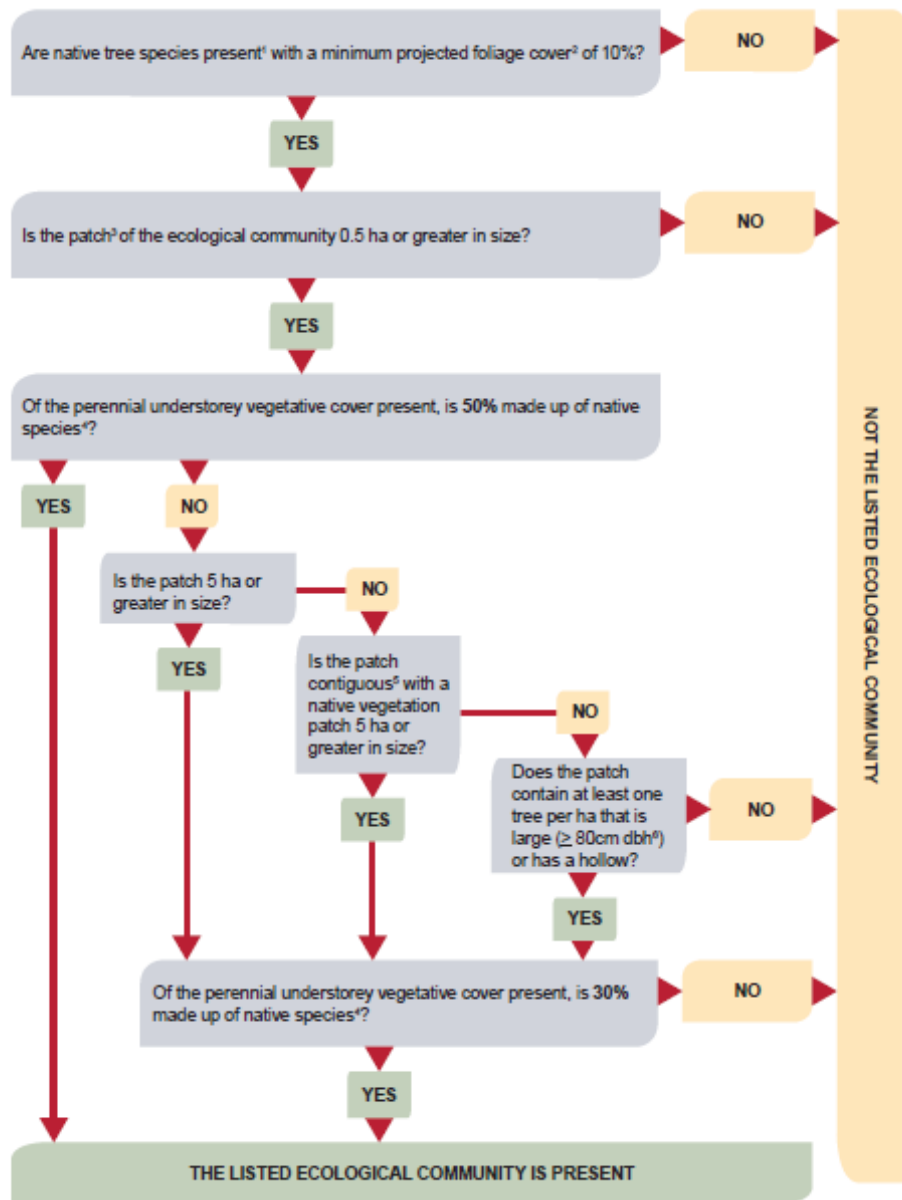 Are native tree species present¹ with a minimum projected foliage cover² of 10%?
NO
YES
Is the patch³ of the ecological community 0.5 ha or greater in size?
NO
YES
Of the perennial understorey vegetative cover present, is 50% made up of native
species⁴?
YES
NO
Is the patch 5 ha or
greater in size?
NO
YES
Is the patch
contiguous⁵ with a
native vegetation
patch 5 ha or
greater in size?
NO
YES
Does the patch
contain at least one
tree per ha that is
large (≥ 80cm dbh⁶)
or has a hollow?
NO
YES
Of the perennial understorey vegetative cover present, is 30%
made up of native species⁴?
NO
YES
THE LISTED ECOLOGICAL COMMUNITY IS PRESENT
NOT THE LISTED ECOLOGICAL COMMUNITY